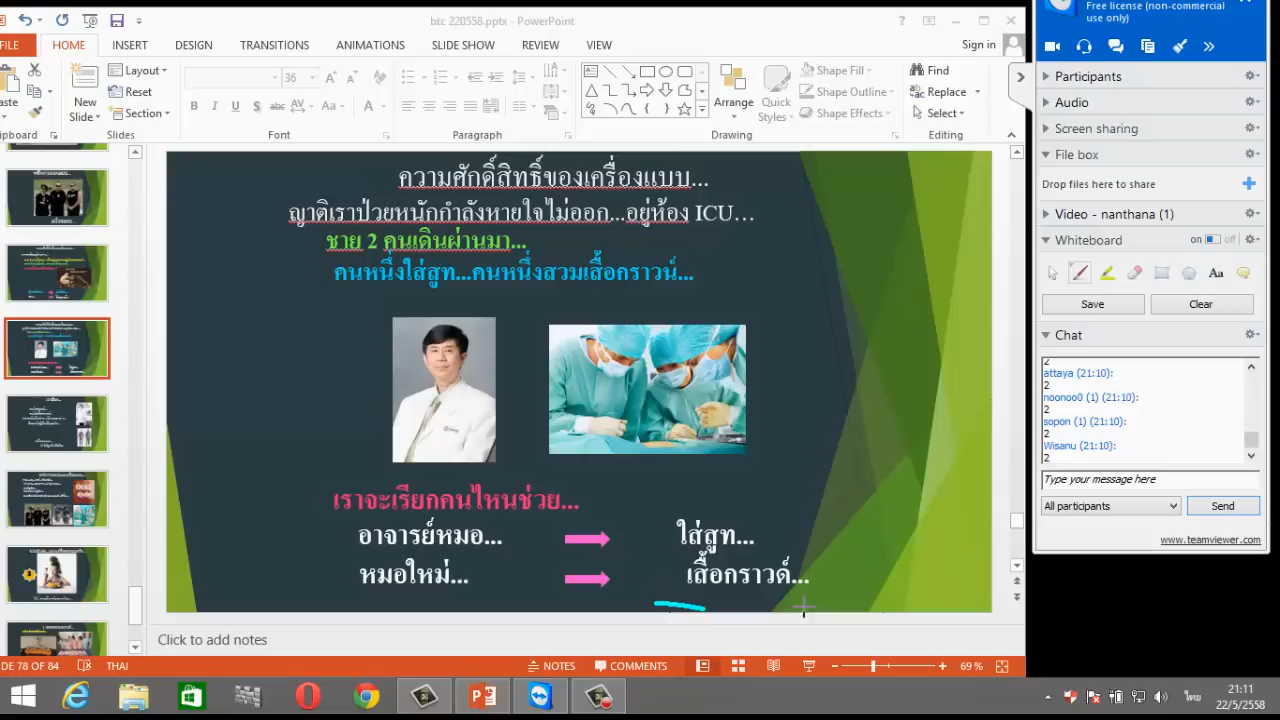 btc 220558.pptx - PowerPoint
Free license (non-commercial use only)
FILE HOME INSERT DESIGN TRANSITIONS ANIMATIONS SLIDE SHOW REVIEW VIEW Sign in
New Slide
Layout
Reset
Section
36
Arrange
Quick Styles
Shape Fill
Shape Outline
Shape Effects
Find
Replace
Select
Slides Font Paragraph Drawing Editing
ความศักดิ์สิทธิ์ของเครื่องแบบ...
ญาติเราป่วยหนักกำลังหายใจไม่ออก...อยู่ห้อง ICU...
ชาย 2 คนเดินผ่านมา...
คนหนึ่งใส่สูท...คนหนึ่งสวมเสื้อกราวน์...
เราจะเรียกคนไหนช่วย...
อาจารย์หมอ... ใส่สูท...
หมอใหม่... เสื้อกราวด์...
Click to add notes
DE 78 OF 84 THAI NOTES COMMENTS 69 %
Participants
Audio
Screen sharing
File box
Drop files here to share
Video - nanthana (1)
Whiteboard on off
Aa
Save Clear
Chat
2
attaya (21:10):
2
noonoo0 (1) (21:10):
2
sopon (1) (21:10):
2
Wisanu (21:10):
2
Type your message here
All participants Send
www.teamviewer.com
ไทย
21:11
22/5/2558